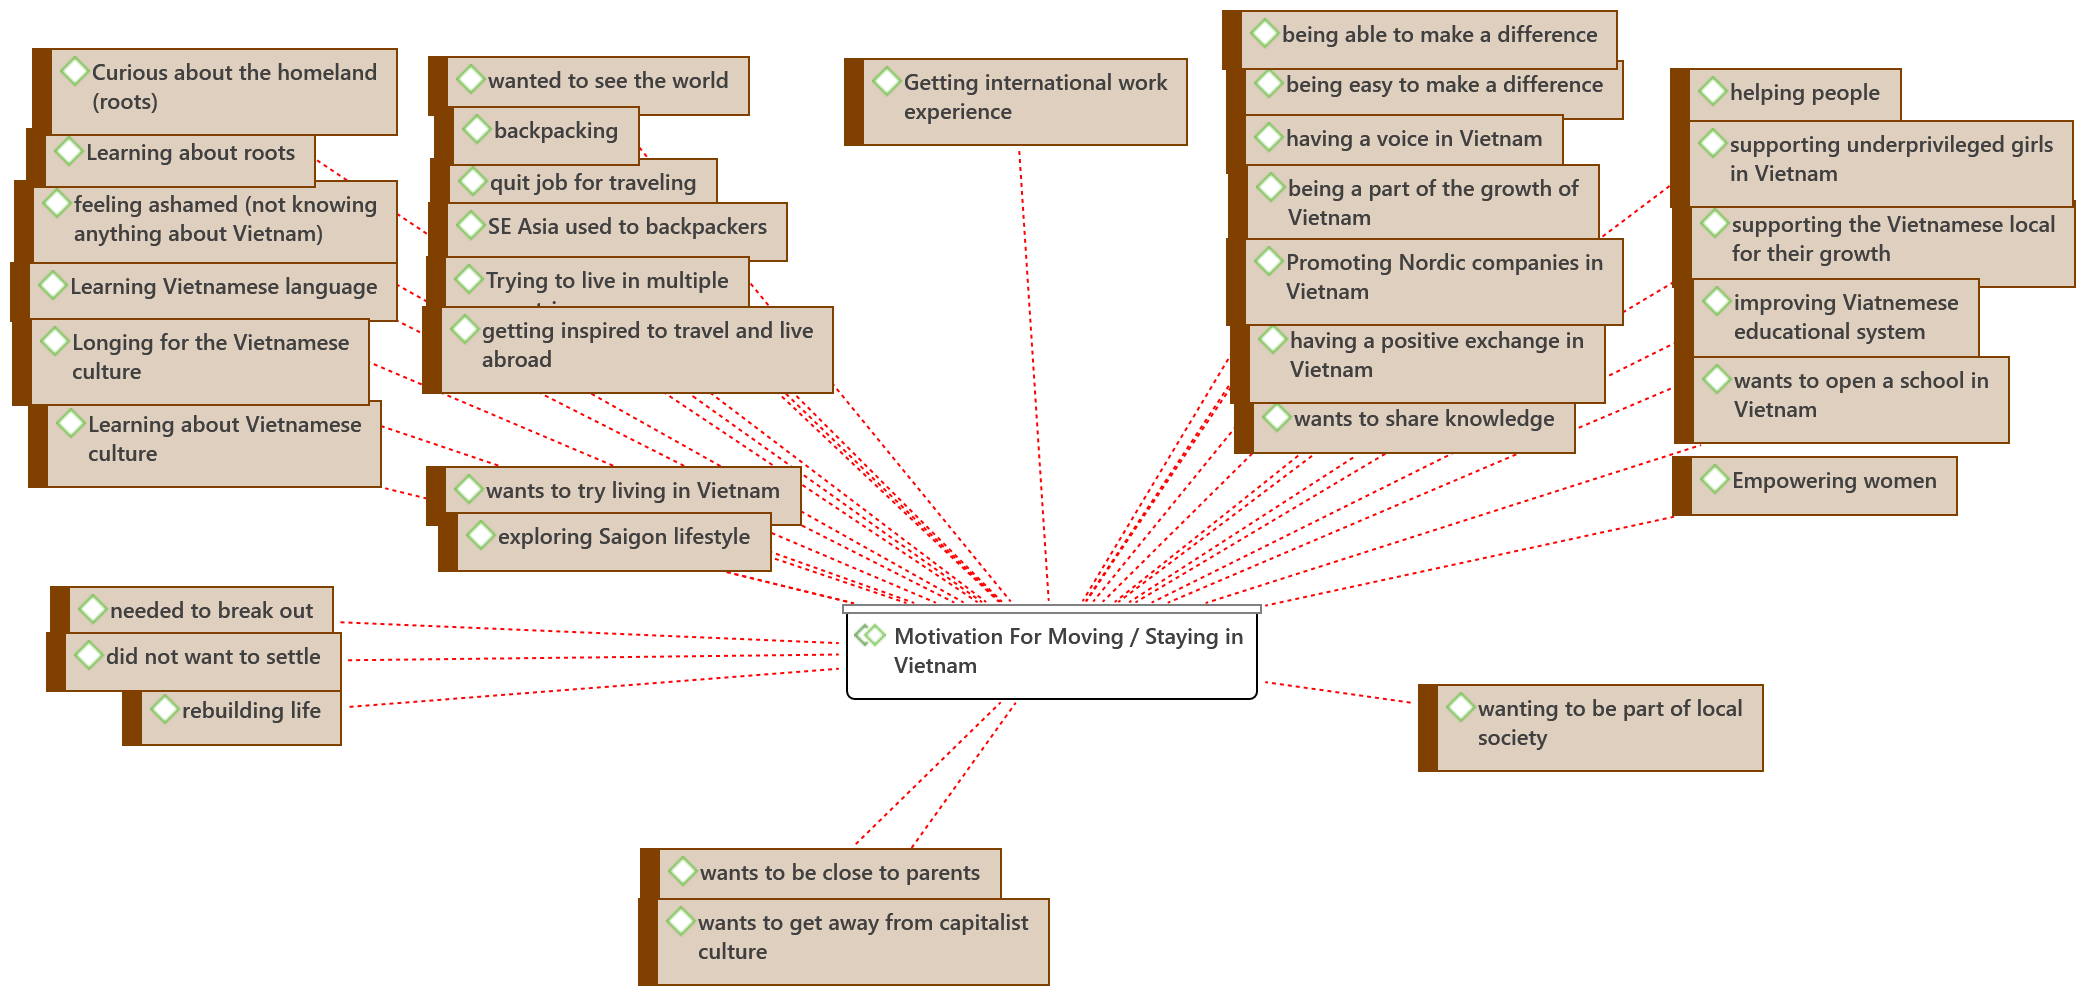 Curious about the homeland
(roots)
Learning about roots
feeling ashamed (not knowing
anything about Vietnam)
Learning Vietnamese language
Longing for the Vietnamese
culture
Learning about Vietnamese
culture
wanted to see the world
backpacking
quit job for traveling
SE Asia used to backpackers
Trying to live in multiple
getting inspired to travel and live
abroad
wants to try living in Vietnam
exploring Saigon lifestyle
Getting international work
experience
being able to make a difference
being easy to make a difference
having a voice in Vietnam
being a part of the growth of
Vietnam
Promoting Nordic companies in
Vietnam
having a positive exchange in
Vietnam
wants to share knowledge
helping people
supporting underprivileged girls
in Vietnam
supporting the Vietnamese local
for their growth
improving Viatnemese
educational system
wants to open a school in
Vietnam
Empowering women
needed to break out
did not want to settle
rebuilding life
Motivation For Moving / Staying in
Vietnam
wanting to be part of local
society
wants to be close to parents
wants to get away from capitalist
culture